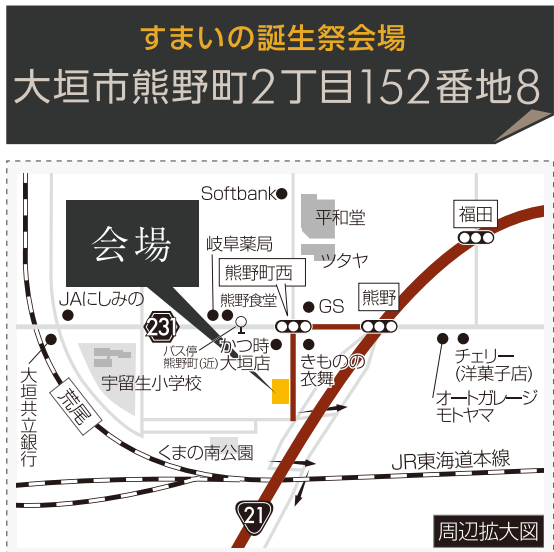 すまいの誕生祭会場
大垣市熊野町2丁目152番地8
Softbank
平和堂
福田
会場
岐阜薬局
ツタヤ
熊野町西
熊野
JAにしみの
熊野食堂
GS
231
バス停
熊野町(近)
かつ時
大垣店
きものの
衣舞
チェリー
(洋菓子店)
宇留生小学校
大垣共立銀行
オートガレージ
モトヤマ
荒尾
くまの南公園
JR東海道本線
21
周辺拡大図